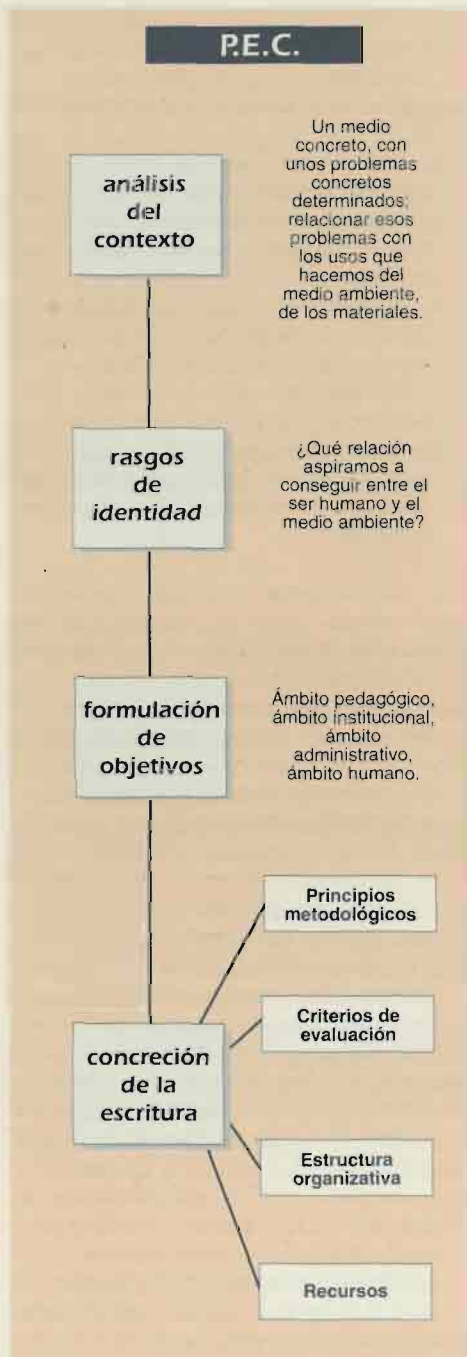 P.E.C.
análisis
del
contexto
Un medio
concreto, con
unos problemas
concretos
determinados;
relacionar esos
problemas con
los usos que
hacemos del
medio ambiente,
de los materiales.
rasgos
de
identidad
¿Qué relación
aspiramos a
conseguir entre el
ser humano y el
medio ambiente?
formulación
de
objetivos
Ámbito pedagógico,
ámbito institucional,
ámbito
administrativo,
ámbito humano.
concreción
de la
escritura
Principios
metodológicos
Criterios de
evaluación
Estructura
organizativa
Recursos